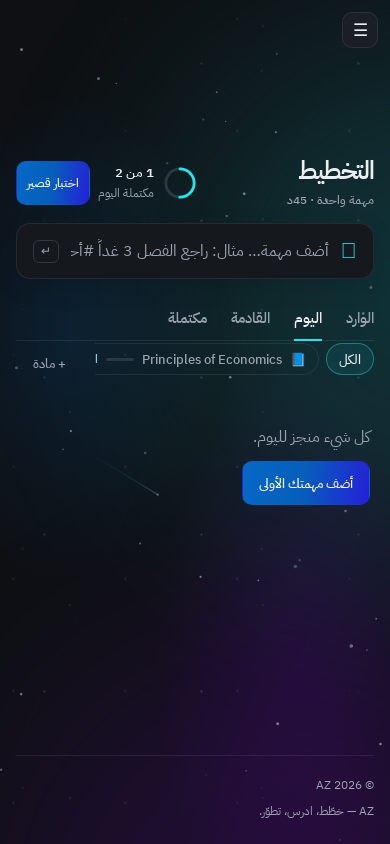 ☰
التخطيط
مهمة واحدة · 45د
1 من 2
مكتملة اليوم
اختبار قصير
أضف مهمة... مثال: راجع الفصل 3 غداً #أح
↵
الوارد
اليوم
القادمة
مكتملة
الكل
📘 Principles of Economics
+ مادة
كل شيء منجز لليوم.
أضف مهمتك الأولى
AZ 2026 ©
AZ — خطّط، ادرس، تطوّر.